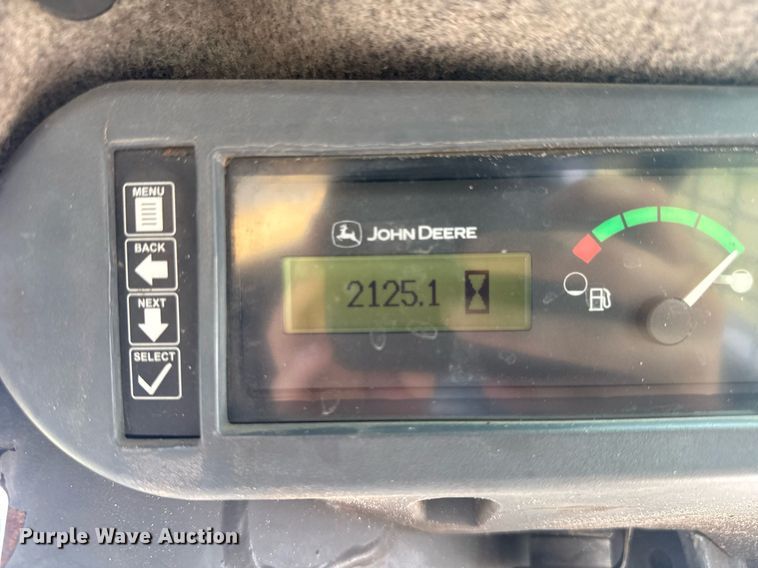 MENU
BACK
NEXT
SELECT
JOHN DEERE
2125.1
Purple Wave Auction